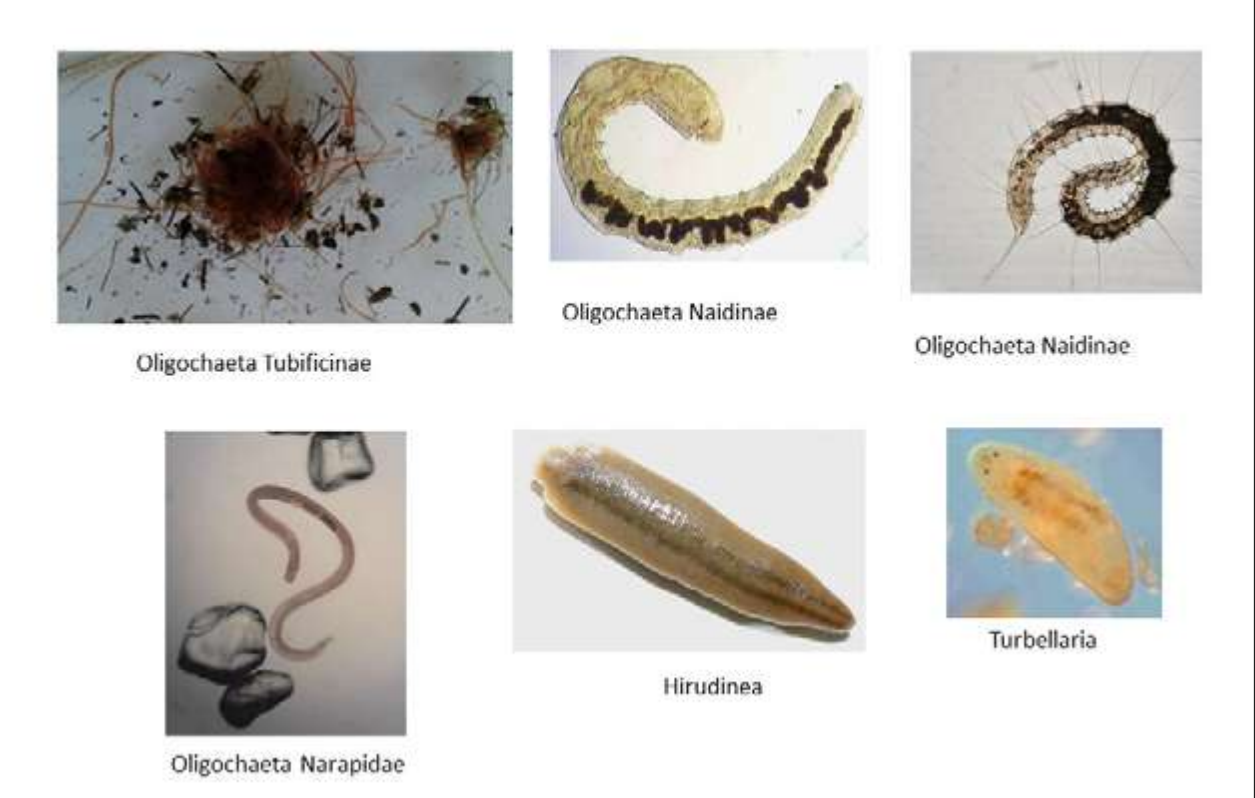 Oligochaeta Tubificinae
Oligochaeta Naidinae
Oligochaeta Naidinae
Oligochaeta Narapidae
Hirudinea
Turbellaria